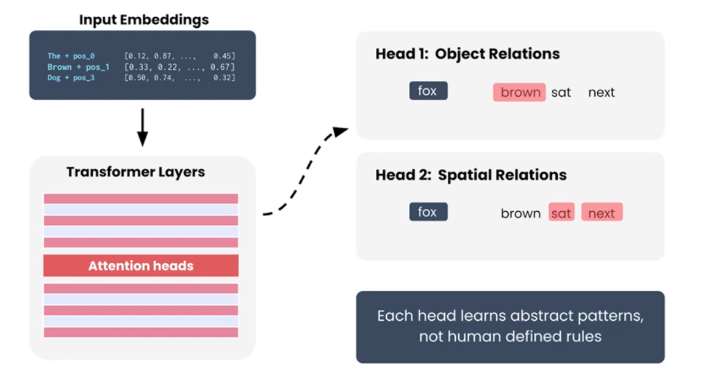 Input Embeddings
The + pos_0 [0.12, 0.87, ..., 0.45]
Brown + pos_1 [0.33, 0.22, ..., 0.67]
Dog + pos_3 [0.50, 0.74, ..., 0.32]
Transformer Layers
Attention heads
Head 1: Object Relations
fox brown sat next
Head 2: Spatial Relations
fox brown sat next
Each head learns abstract patterns,
not human defined rules